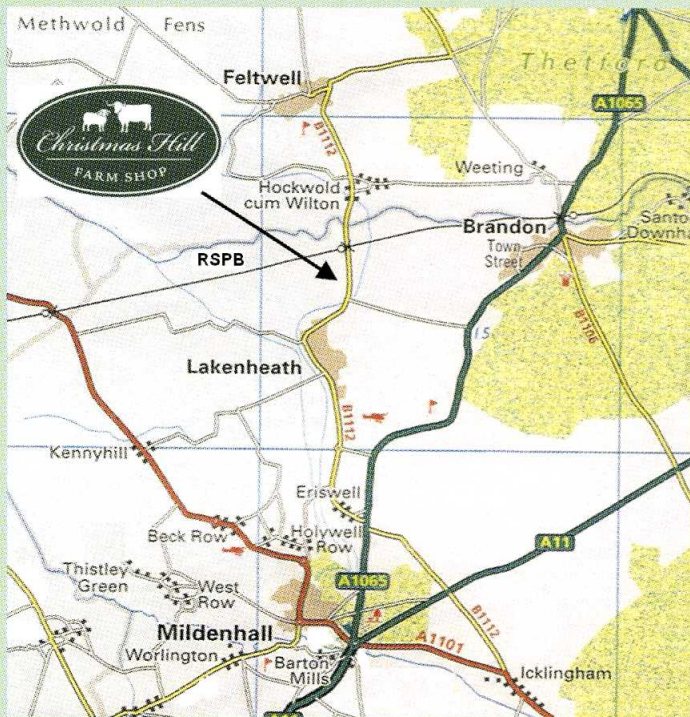 Methwold Fens
Thetford
Feltwell
A1065
Christmas Hill
FARM SHOP
B1112
Weeting
Hockwold
cum Wilton
Brandon
Town
Street
Santon
Downha
RSPB
15
B1106
Lakenheath
B1112
Kennyhill
Eriswell
Beck Row
Holywell
Row
A11
Thistley
Green
West
Row
A1065
Mildenhall
B1112
A1101
Worlington
Barton
Mills
Icklingham